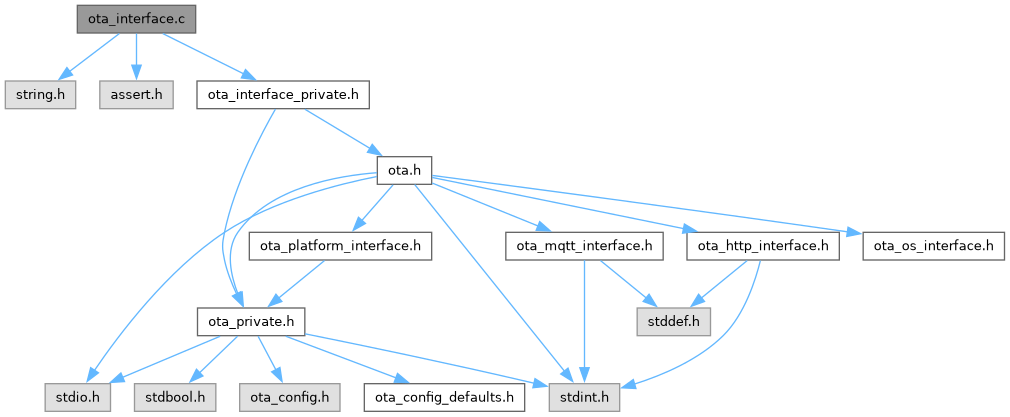 ota_interface.c
string.h
assert.h
ota_interface_private.h
ota.h
ota_platform_interface.h
ota_mqtt_interface.h
ota_http_interface.h
ota_os_interface.h
ota_private.h
stddef.h
stdio.h
stdbool.h
ota_config.h
ota_config_defaults.h
stdint.h